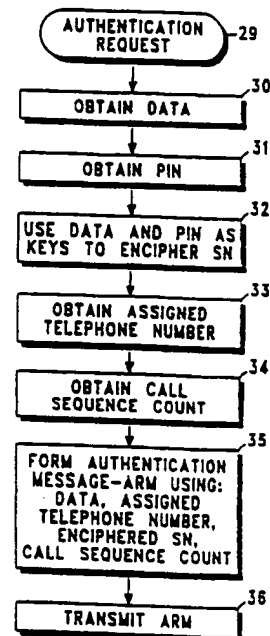 AUTHENTICATION
REQUEST
29
30
OBTAIN DATA
31
OBTAIN PIN
32
USE DATA AND PIN AS
KEYS TO ENCIPHER SN
33
OBTAIN ASSIGNED
TELEPHONE NUMBER
34
OBTAIN CALL
SEQUENCE COUNT
35
FORM AUTHENTICATION
MESSAGE-ARM USING:
DATA, ASSIGNED
TELEPHONE NUMBER,
ENCIPHERED SN,
CALL SEQUENCE COUNT
36
TRANSMIT ARM